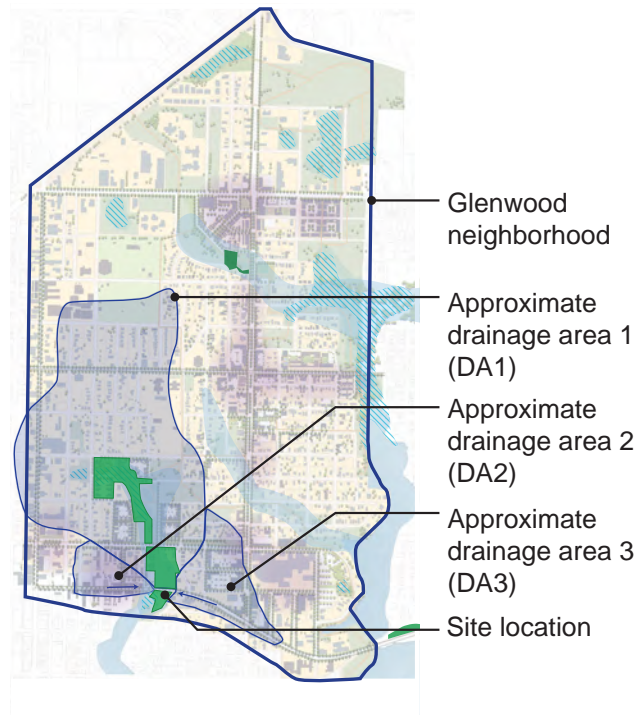 Glenwood
neighborhood
Approximate
drainage area 1
(DA1)
Approximate
drainage area 2
(DA2)
Approximate
drainage area 3
(DA3)
Site location